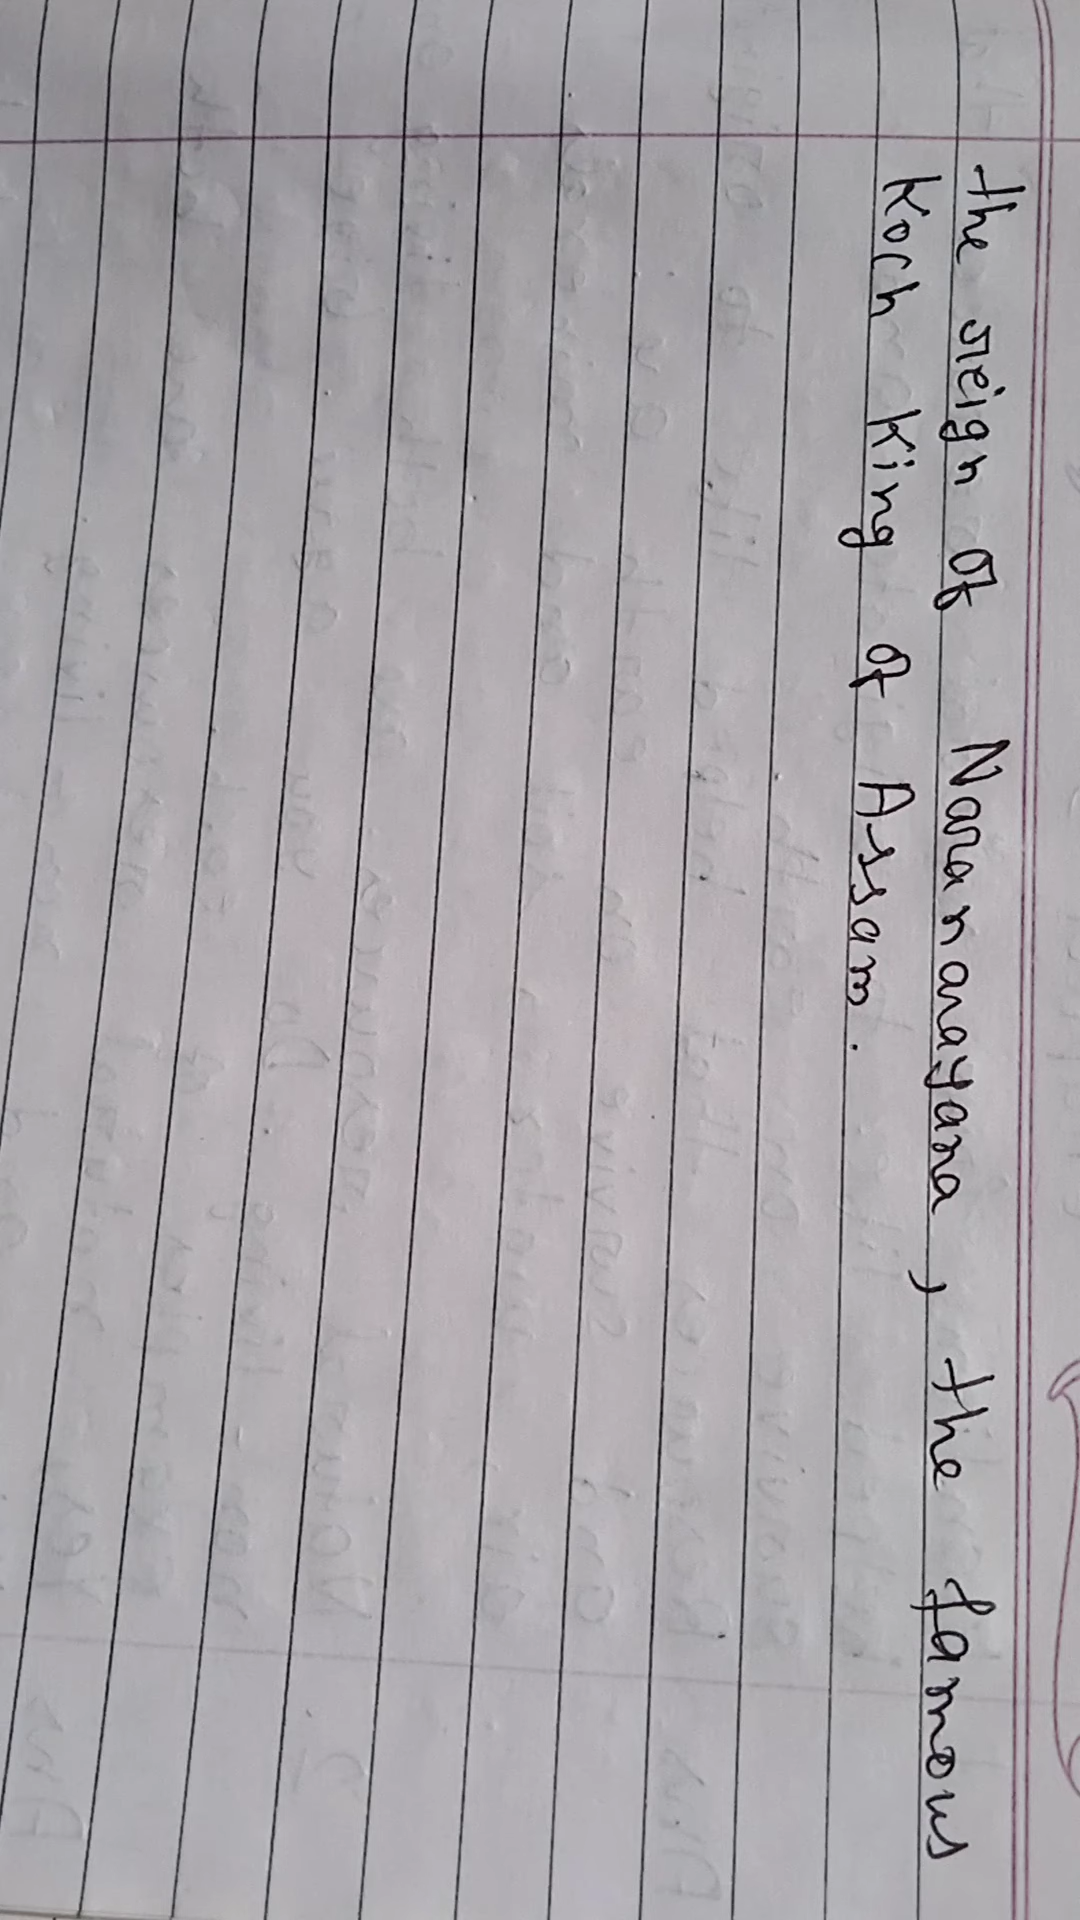 the reign of Naranarayana, the famous
Koch King of Assam.